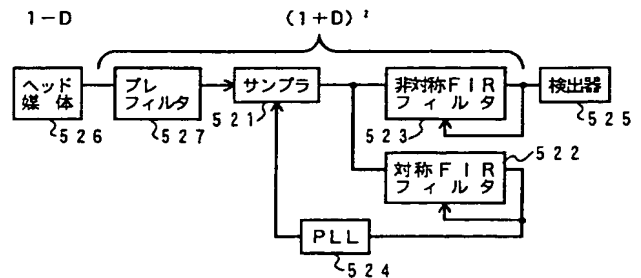 1−D
(1+D)²
ヘッド
媒体
プレ
フィルタ
サンプラ
非対称FIR
フィルタ
検出器
526
527
521
523
525
対称FIR
フィルタ
522
PLL
524